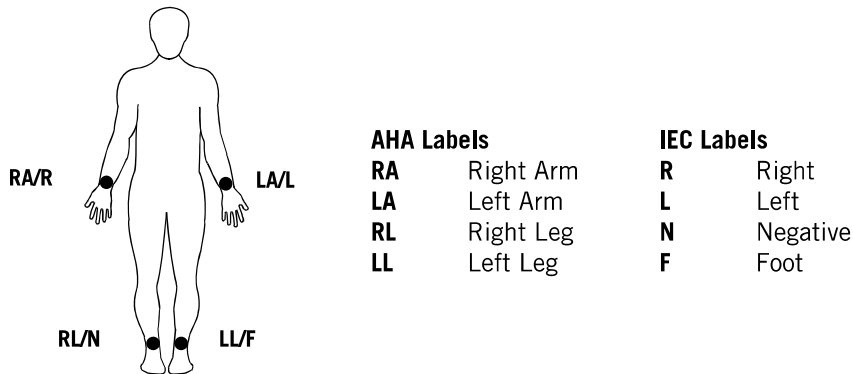 RA/R
LA/L
RL/N
LL/F
AHA Labels
RA Right Arm
LA Left Arm
RL Right Leg
LL Left Leg
IEC Labels
R Right
L Left
N Negative
F Foot